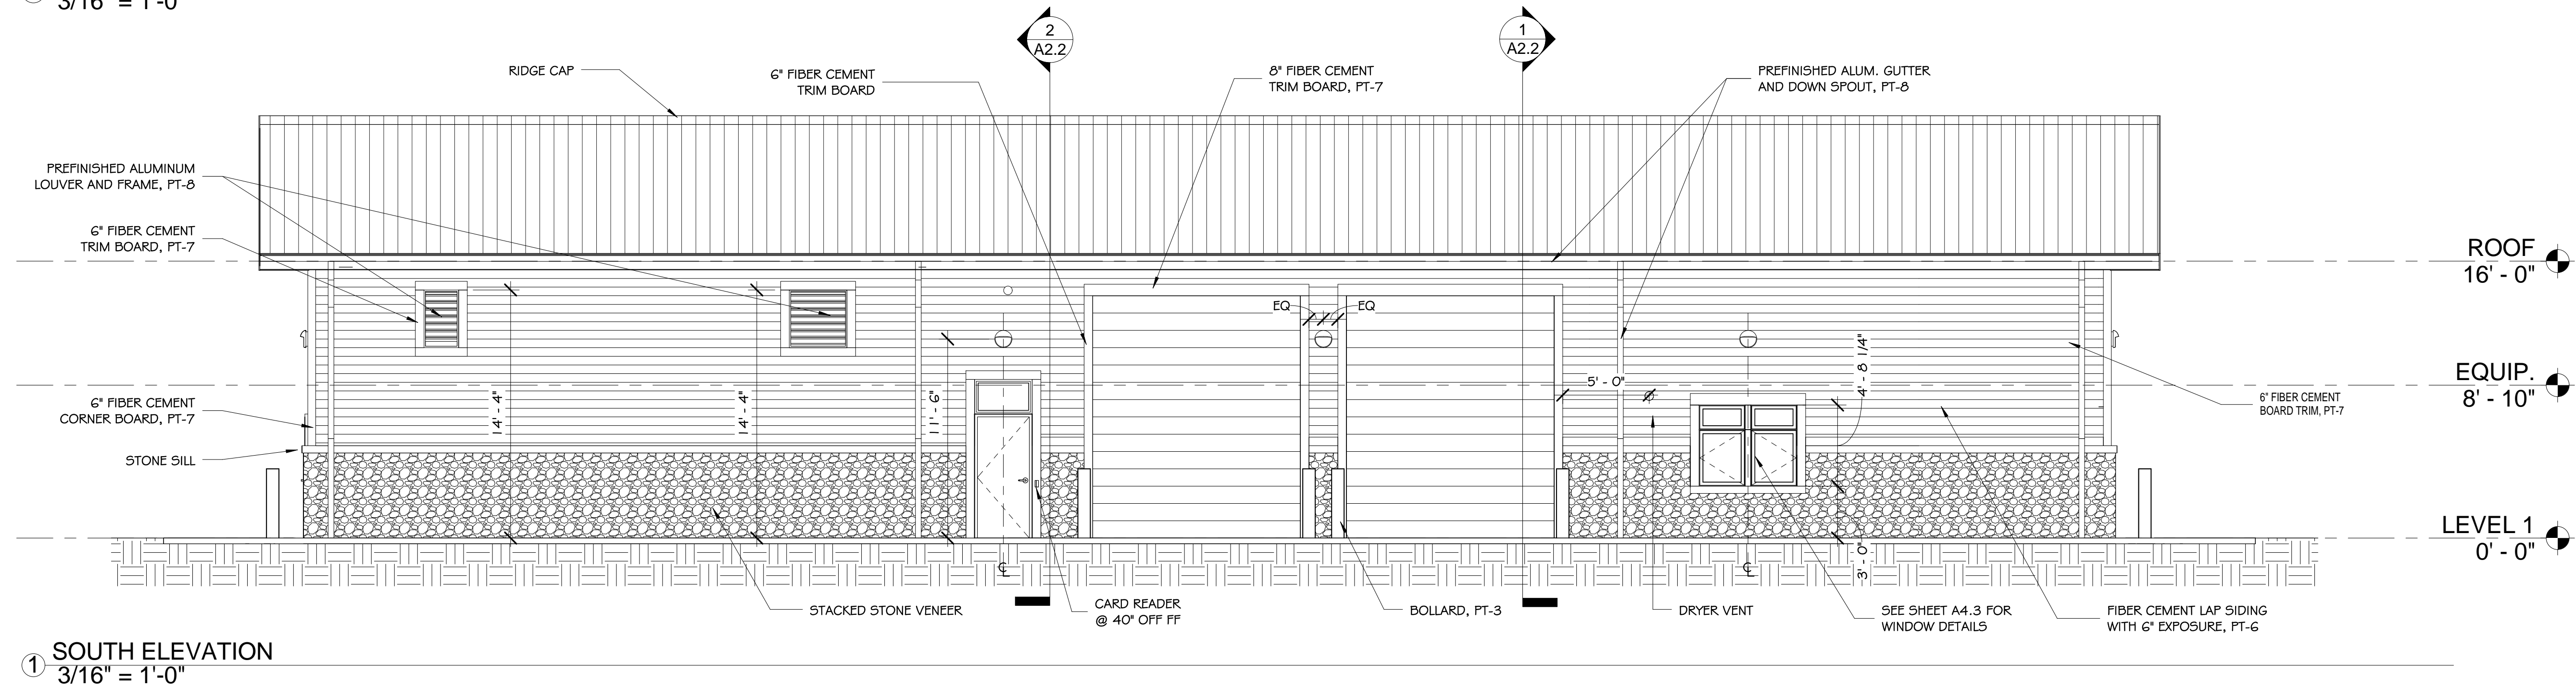 3/16" = 1'-0"
2
A2.2
1
A2.2
RIDGE CAP
6" FIBER CEMENT
TRIM BOARD
8" FIBER CEMENT
TRIM BOARD, PT-7
PREFINISHED ALUM. GUTTER
AND DOWN SPOUT, PT-8
PREFINISHED ALUMINUM
LOUVER AND FRAME, PT-8
6" FIBER CEMENT
TRIM BOARD, PT-7
6" FIBER CEMENT
CORNER BOARD, PT-7
STONE SILL
14' - 4"
14' - 4"
11' - 6"
EQ
EQ
5' - 0"
4' - 8 1/4"
3' - 0"
ROOF
16' - 0"
EQUIP.
8' - 10"
6" FIBER CEMENT
BOARD TRIM, PT-7
LEVEL 1
0' - 0"
CL
CL
STACKED STONE VENEER
CARD READER
@ 40" OFF FF
BOLLARD, PT-3
DRYER VENT
SEE SHEET A4.3 FOR
WINDOW DETAILS
FIBER CEMENT LAP SIDING
WITH 6" EXPOSURE, PT-6
1
SOUTH ELEVATION
3/16" = 1'-0"